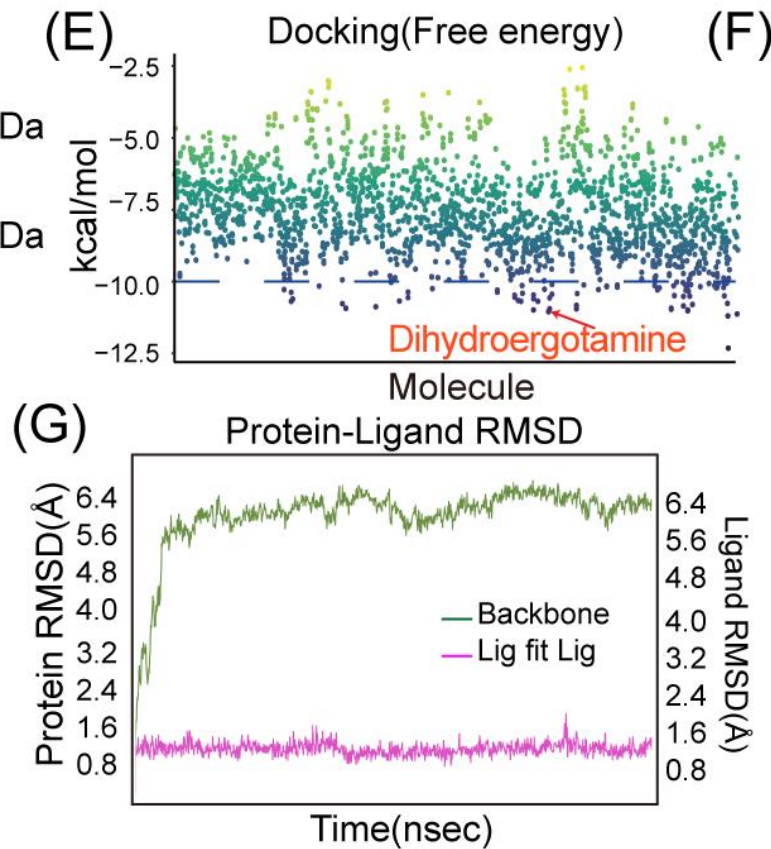 (E)
Docking(Free energy)
(F)
Da
Da
kcal/mol
−2.5
−5.0
−7.5
−10.0
−12.5
Dihydroergotamine
Molecule
(G)
Protein-Ligand RMSD
Protein RMSD(Å)
6.4
5.6
4.8
4.0
3.2
2.4
1.6
0.8
Backbone
Lig fit Lig
6.4
5.6
4.8
4.0
3.2
2.4
1.6
0.8
Ligand RMSD(Å)
Time(nsec)